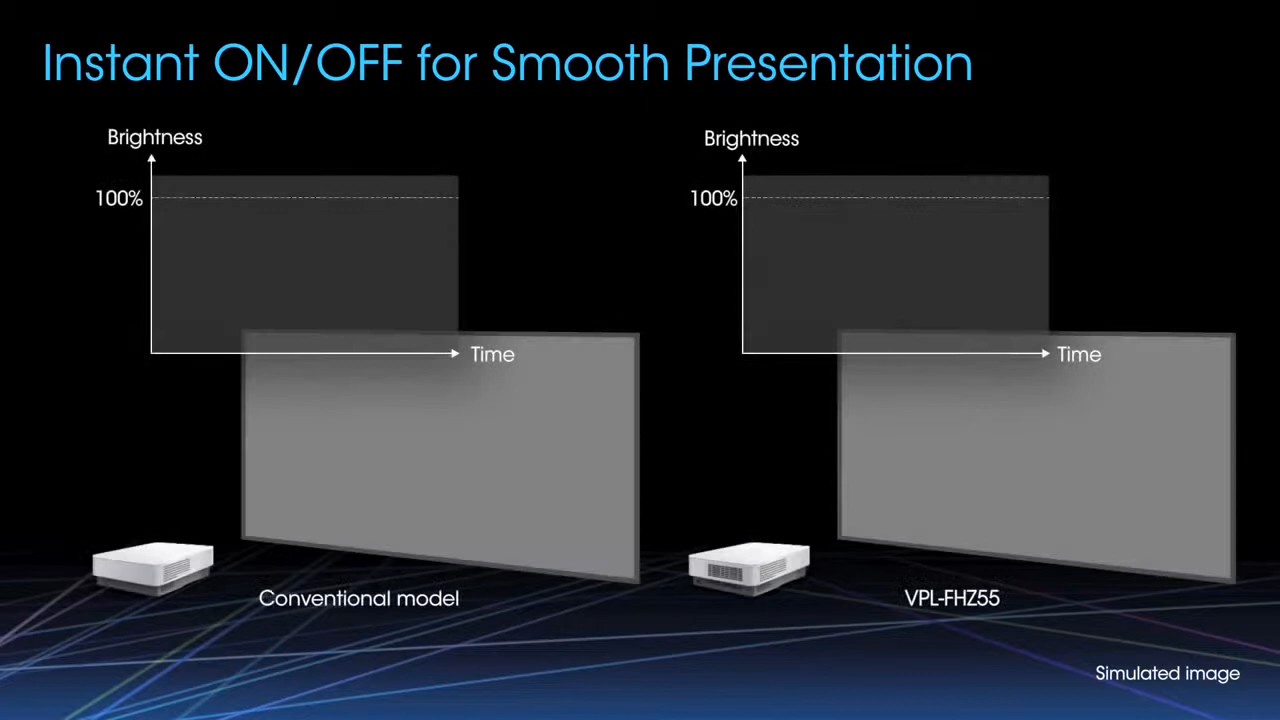 Instant ON/OFF for Smooth Presentation
Brightness
100%
Time
Conventional model
Brightness
100%
Time
VPL-FHZ55
Simulated image